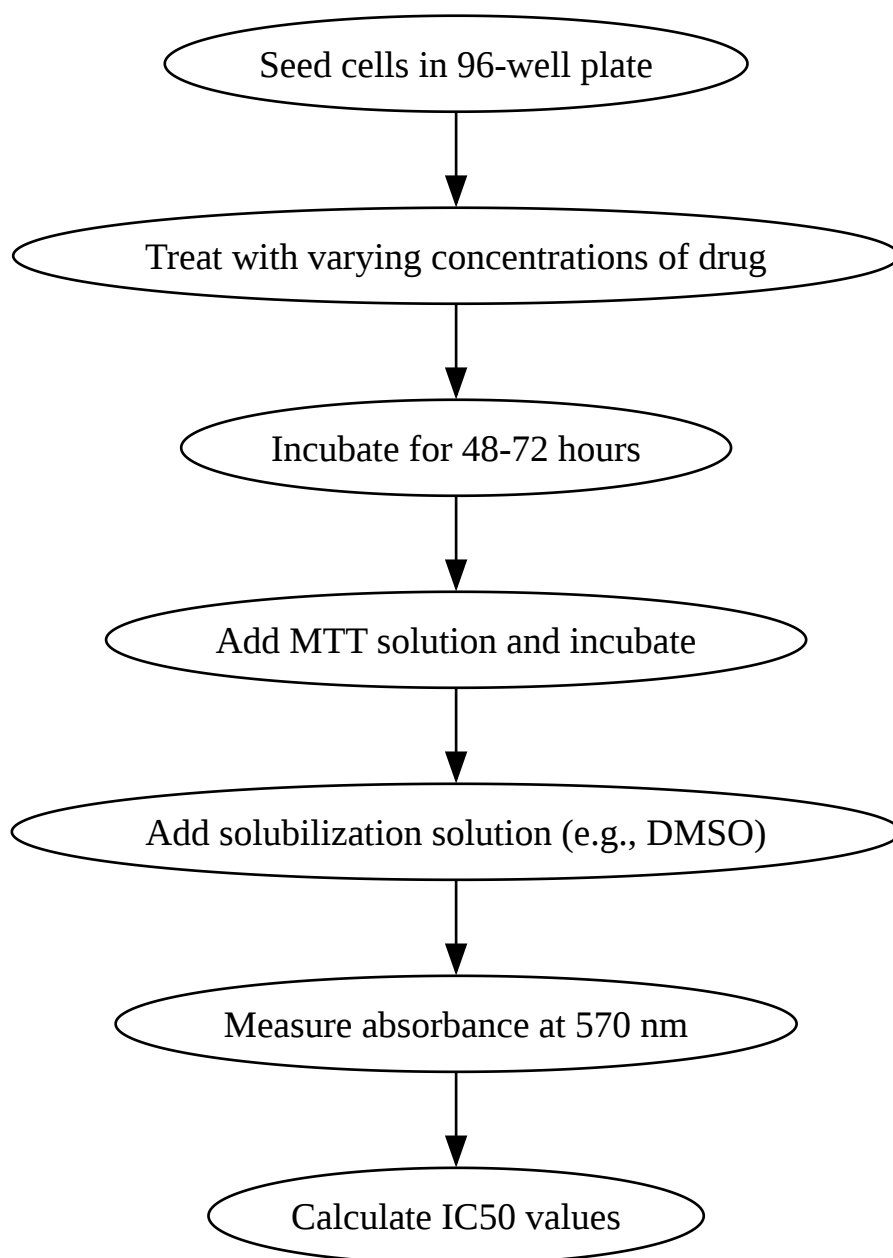 Seed cells in 96-well plate
Treat with varying concentrations of drug
Incubate for 48-72 hours
Add MTT solution and incubate
Add solubilization solution (e.g., DMSO)
Measure absorbance at 570 nm
Calculate IC50 values